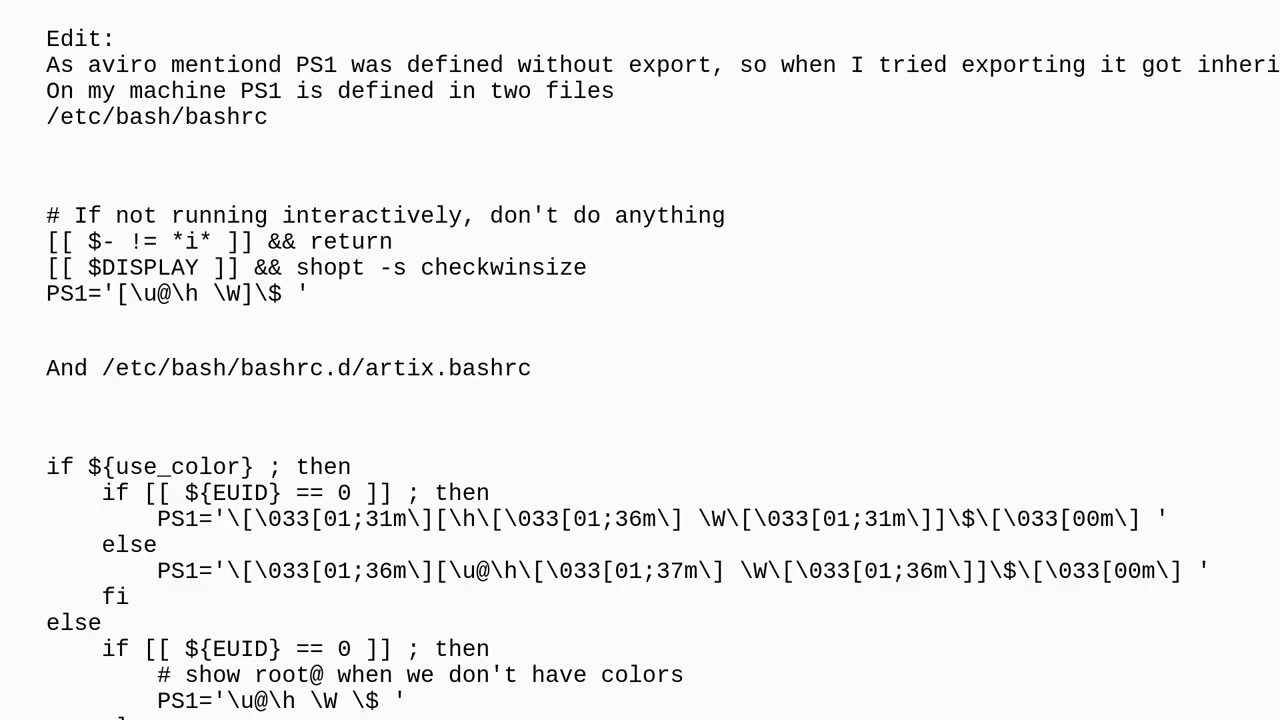 Edit:
As aviro mentiond PS1 was defined without export, so when I tried exporting it got
On my machine PS1 is defined in two files
/etc/bash/bashrc
# If not running interactively, don't do anything
[[ $- != *i* ]] && return
[[ $DISPLAY ]] && shopt -s checkwinsize
PS1='[\u@\h \W]\$ '
And /etc/bash/bashrc.d/artix.bashrc
if ${use_color} ; then
    if [[ ${EUID} == 0 ]] ; then
        PS1='\[\033[01;31m\][\h\[\033[01;36m\] \W\[\033[01;31m\]]\$\[\033[00m\] '
    else
        PS1='\[\033[01;36m\][\u@\h\[\033[01;37m\] \W\[\033[01;36m\]]\$\[\033[00m\] '
    fi
else
    if [[ ${EUID} == 0 ]] ; then
        # show root@ when we don't have colors
        PS1='\u@\h \W \$ '